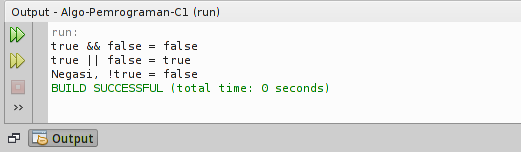 Output - Algo-Pemrograman-C1 (run)
run:
true && false = false
true || false = true
Negasi, !true = false
BUILD SUCCESSFUL (total time: 0 seconds)
>>
Output